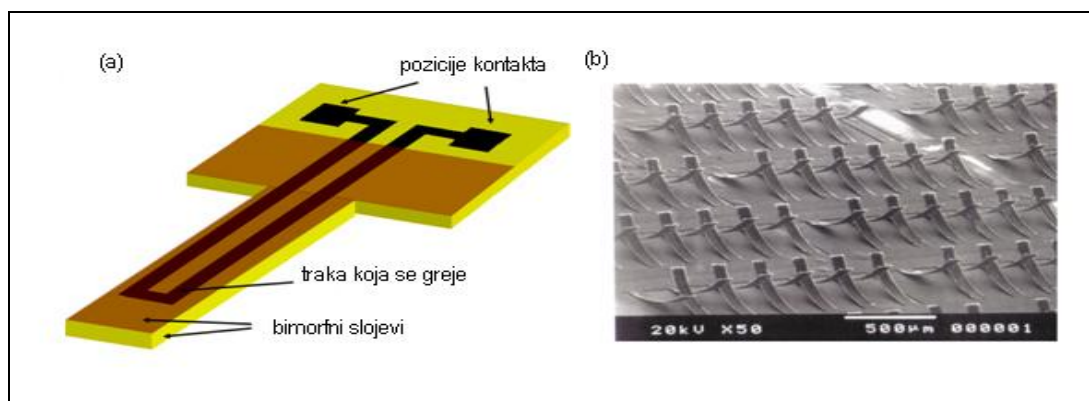 (a)
pozicije kontakta
(b)
traka koja se greje
bimorfni slojevi
20kV X50 500µm 000001